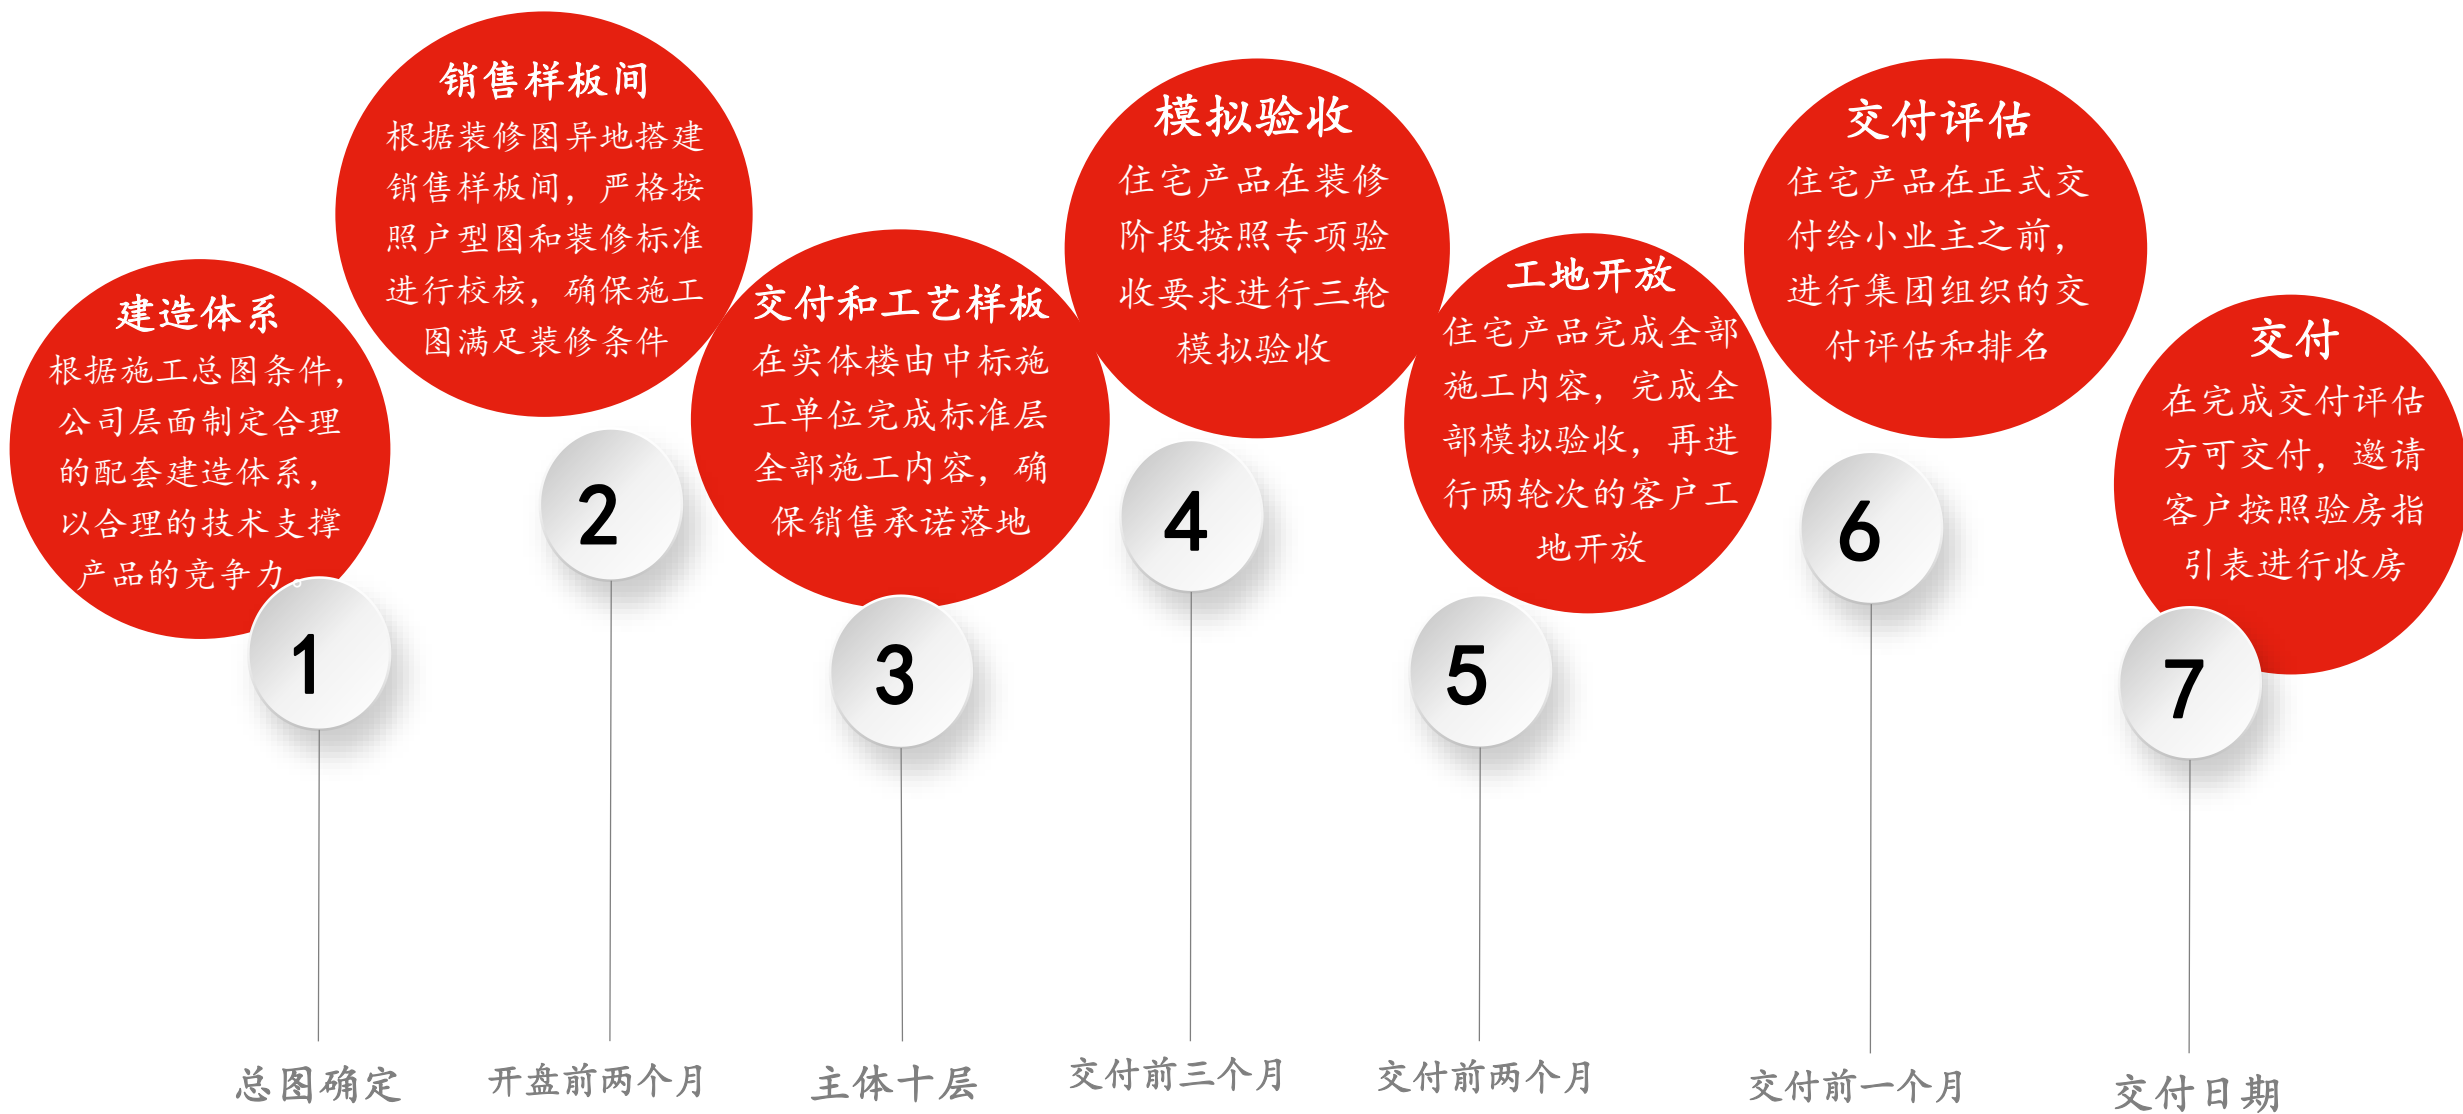 建造体系
根据施工总图条件，
公司层面制定合理
的配套建造体系，
以合理的技术支撑
产品的竞争力。
1
总图确定
销售样板间
根据装修图异地搭建
销售样板间，严格按
照户型图和装修标准
进行校核，确保施工
图满足装修条件
2
开盘前两个月
交付和工艺样板
在实体楼由中标施
工单位完成标准层
全部施工内容，确
保销售承诺落地
3
主体十层
模拟验收
住宅产品在装修
阶段按照专项验
收要求进行三轮
模拟验收
4
交付前三个月
工地开放
住宅产品完成全部
施工内容，完成全
部模拟验收，再进
行两轮次的客户工
地开放
5
交付前两个月
交付评估
住宅产品在正式交
付给小业主之前，
进行集团组织的交
付评估和排名
6
交付前一个月
交付
在完成交付评估
方可交付，邀请
客户按照验房指
引表进行收房
7
交付日期